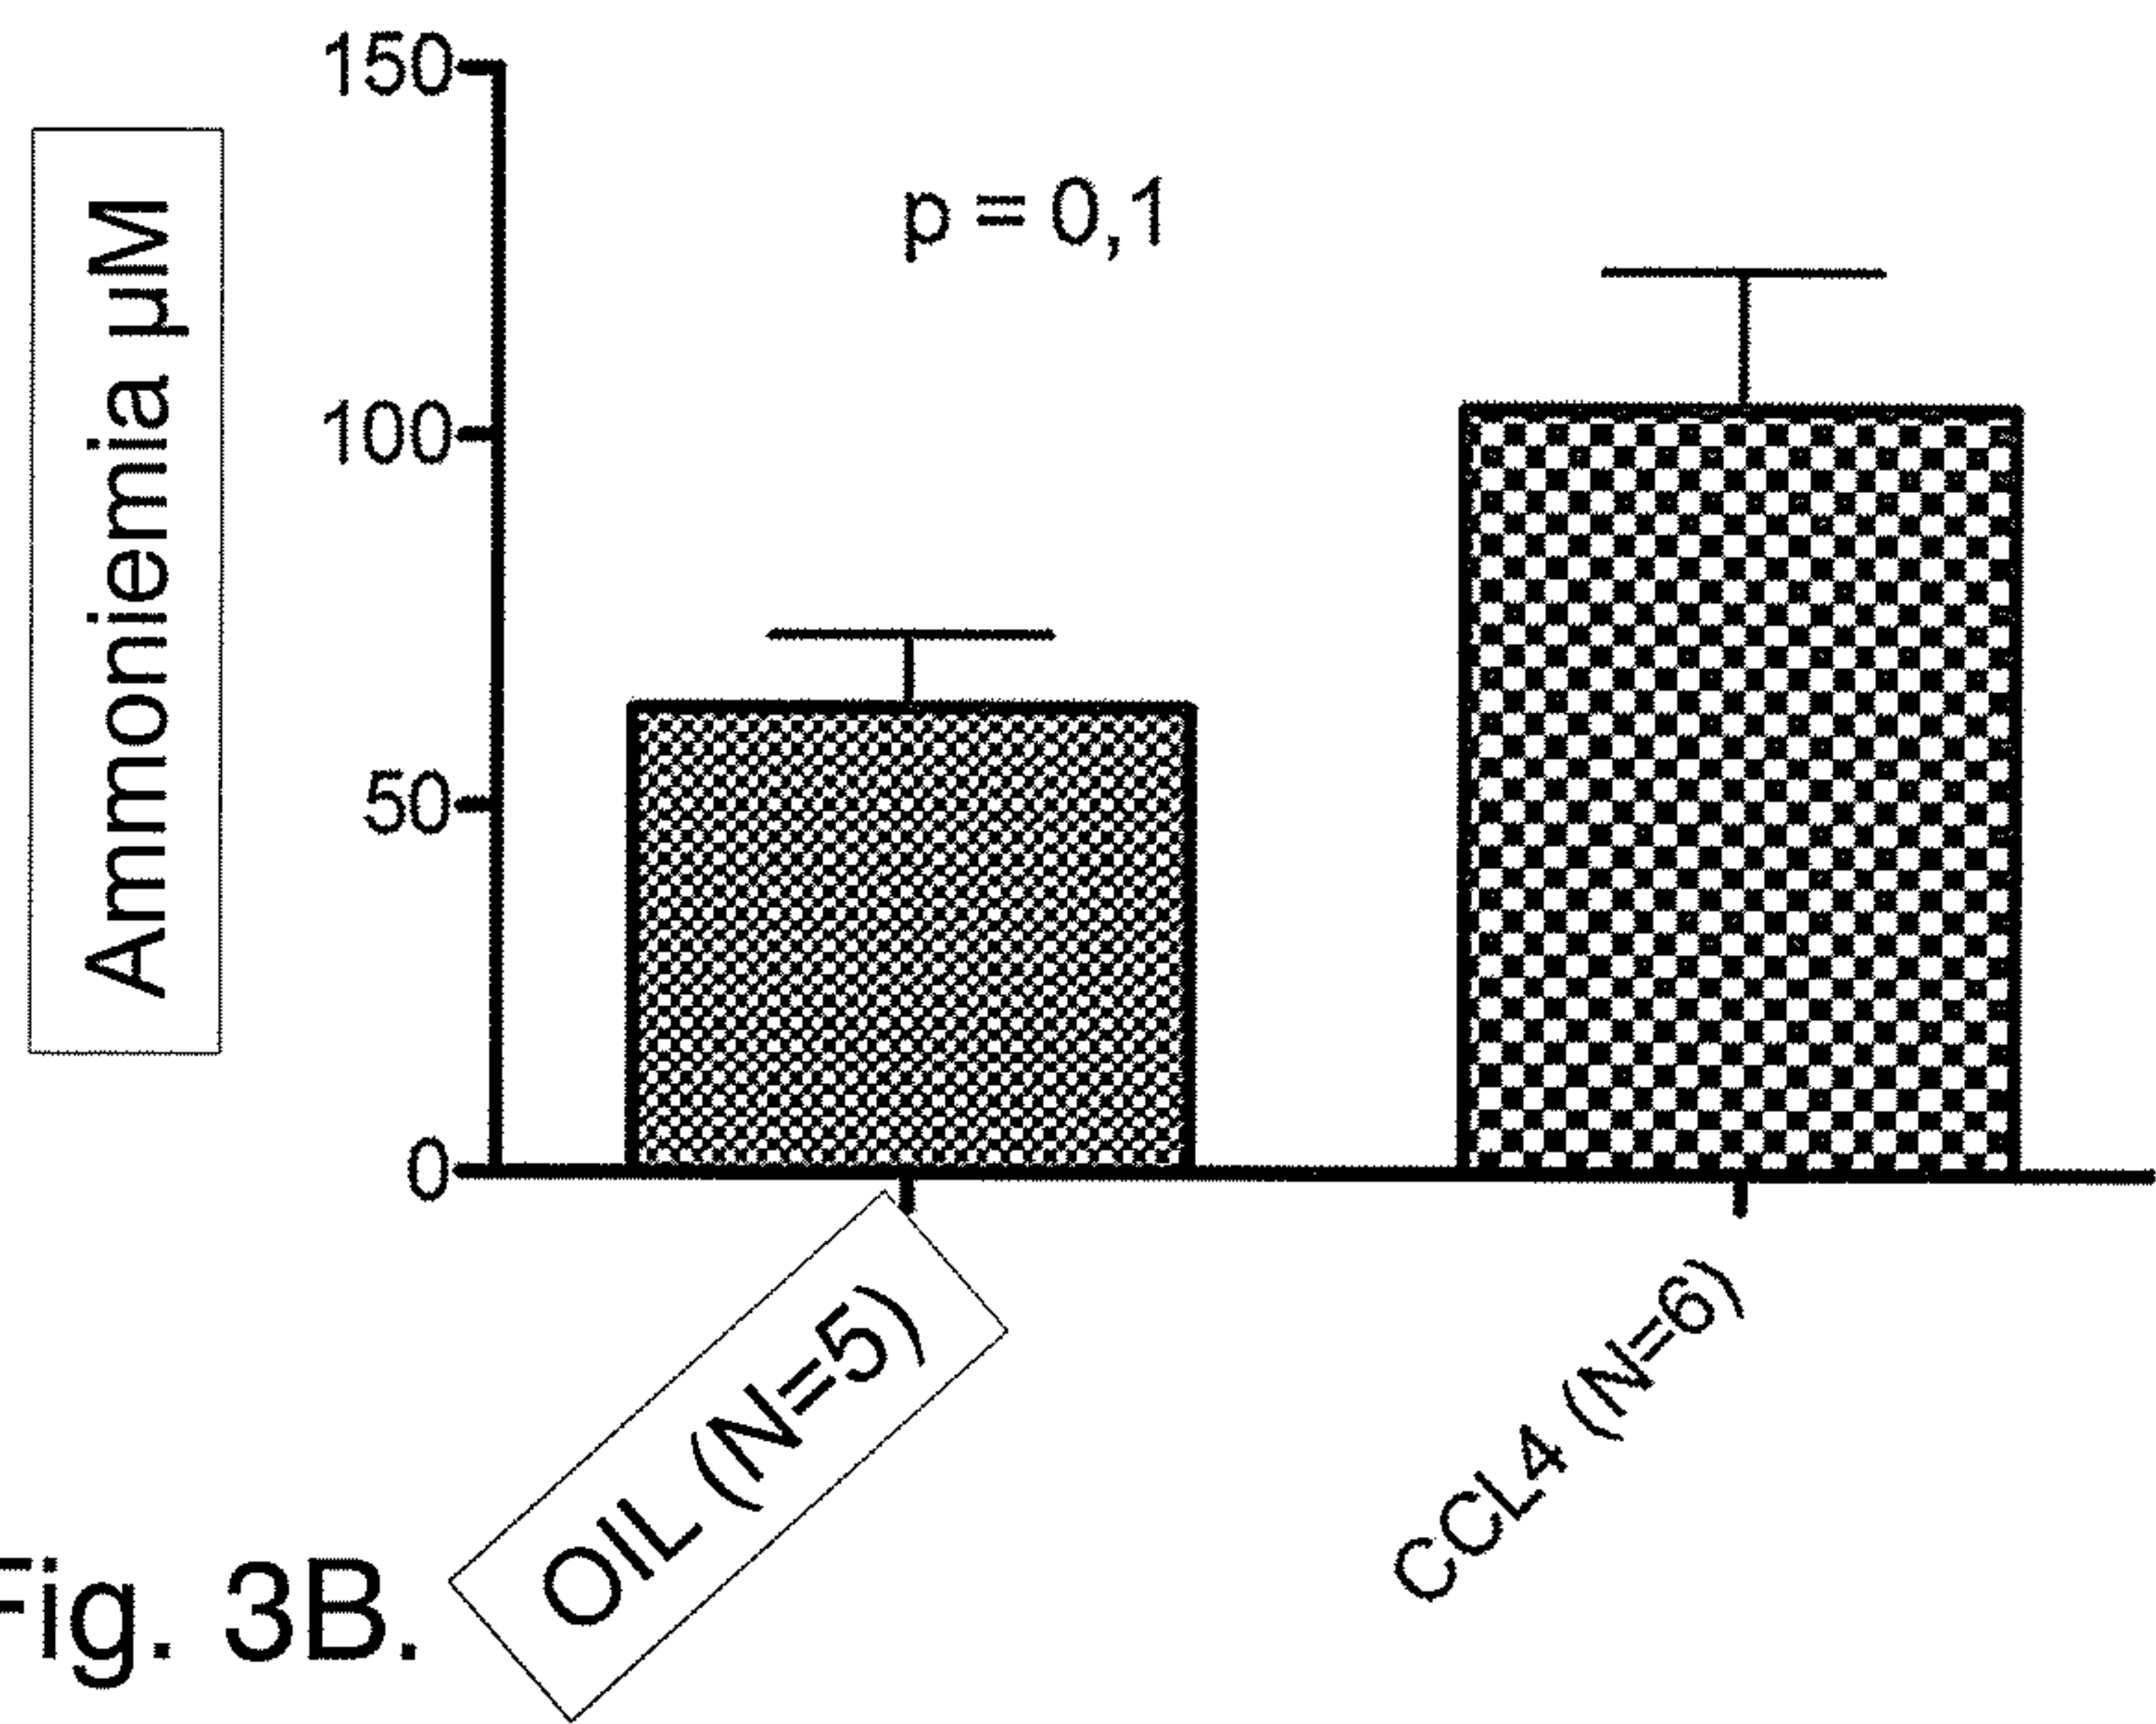 150
p = 0,1
Ammoniemia µM
100
50
0
OIL (N=5)
CCL4 (N=6)
Fig. 3B.